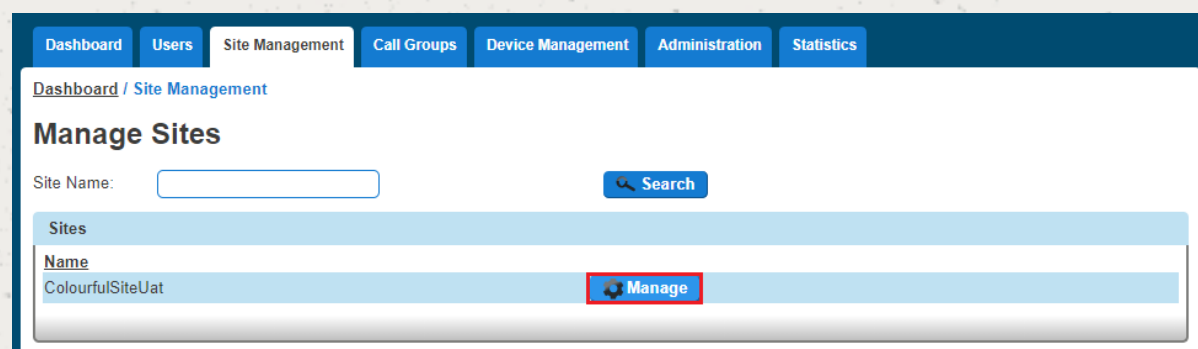 Dashboard Users Site Management Call Groups Device Management Administration Statistics
Dashboard / Site Management
Manage Sites
Site Name: Search
Sites
Name
ColourfulSiteUat Manage